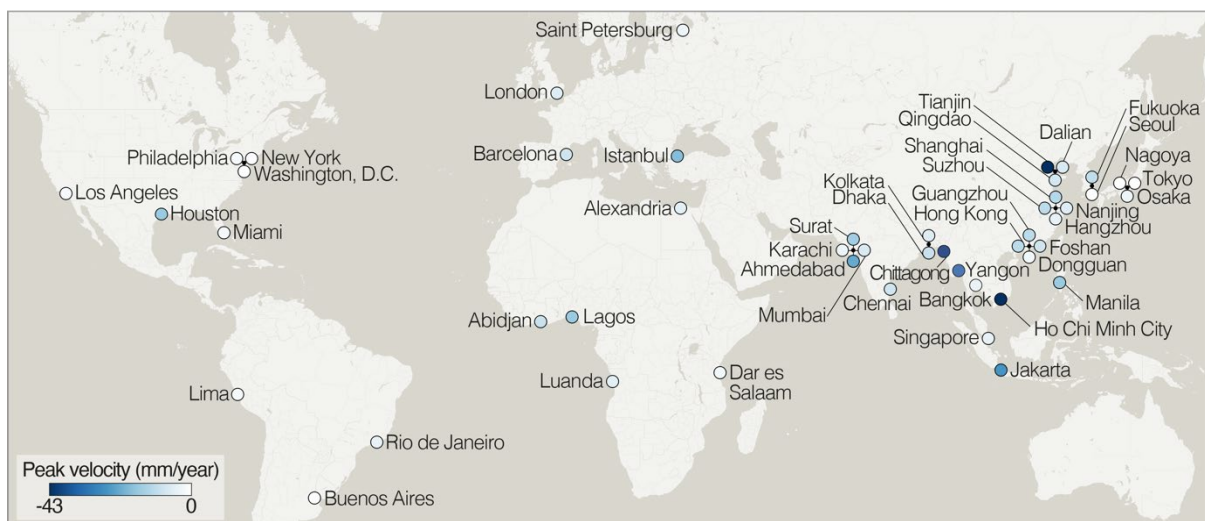 Saint Petersburg
London
Barcelona
Istanbul
Alexandria
Philadelphia
New York
Washington, D.C.
Los Angeles
Houston
Miami
Tianjin
Qingdao
Shanghai
Suzhou
Dalian
Fukuoka
Seoul
Nagoya
Tokyo
Osaka
Kolkata
Dhaka
Guangzhou
Hong Kong
Nanjing
Hangzhou
Surat
Karachi
Ahmedabad
Foshan
Dongguan
Chittagong
Yangon
Mumbai
Chennai
Bangkok
Manila
Ho Chi Minh City
Singapore
Jakarta
Abidjan
Lagos
Luanda
Dar es
Salaam
Lima
Rio de Janeiro
Buenos Aires
Peak velocity (mm/year)
-43
0